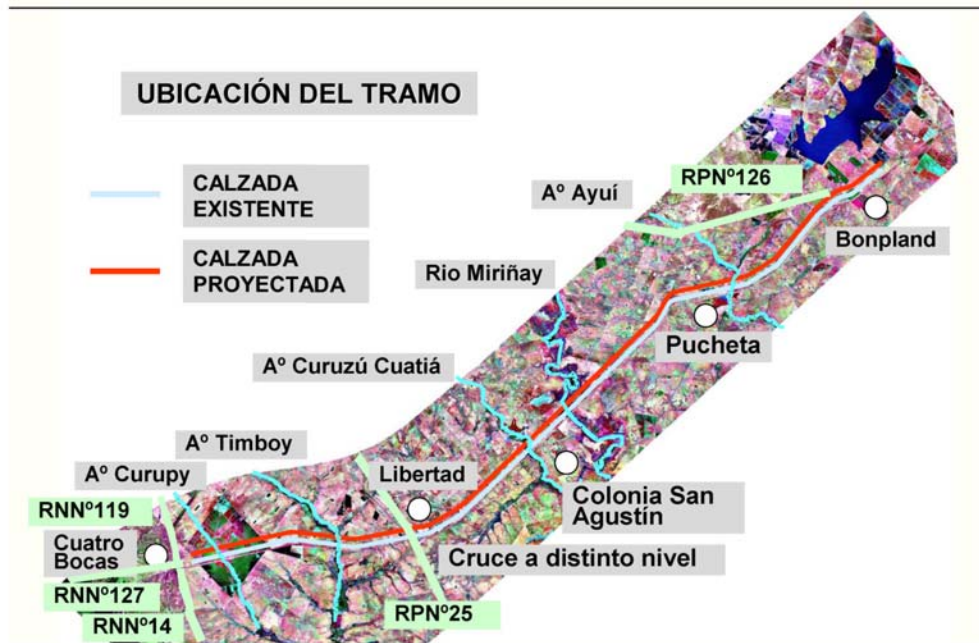 UBICACIÓN DEL TRAMO
CALZADA
EXISTENTE
CALZADA
PROYECTADA
RPNº126
Aº Ayuí
Bonpland
Rio Miriñay
Pucheta
Aº Curuzú Cuatiá
Aº Timboy
Libertad
Aº Curupy
Colonia San
Agustín
RNNº119
Cuatro
Bocas
Cruce a distinto nivel
RNNº127
RPNº25
RNNº14